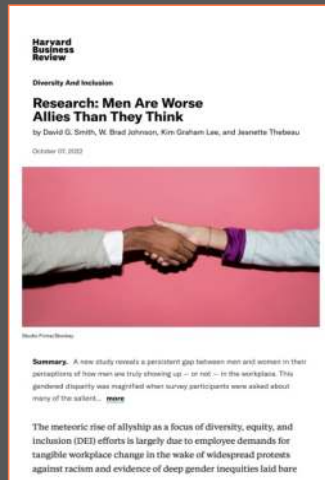 Harvard
Business
Review
Diversity And Inclusion
Research: Men Are Worse
Allies Than They Think
by David G. Smith, W. Brad Johnson, Kim Graham Lee, and Jeanette Thebeau
October 07, 2022
Studio Firma/Stocksy
Summary. A new study reveals a persistent gap between men and women in their
perceptions of how men are truly showing up — or not — in the workplace. This
gendered disparity was magnified when survey participants were asked about
many of the salient... more
The meteoric rise of allyship as a focus of diversity, equity, and
inclusion (DEI) efforts is largely due to employee demands for
tangible workplace change in the wake of widespread protests
against racism and evidence of deep gender inequities laid bare